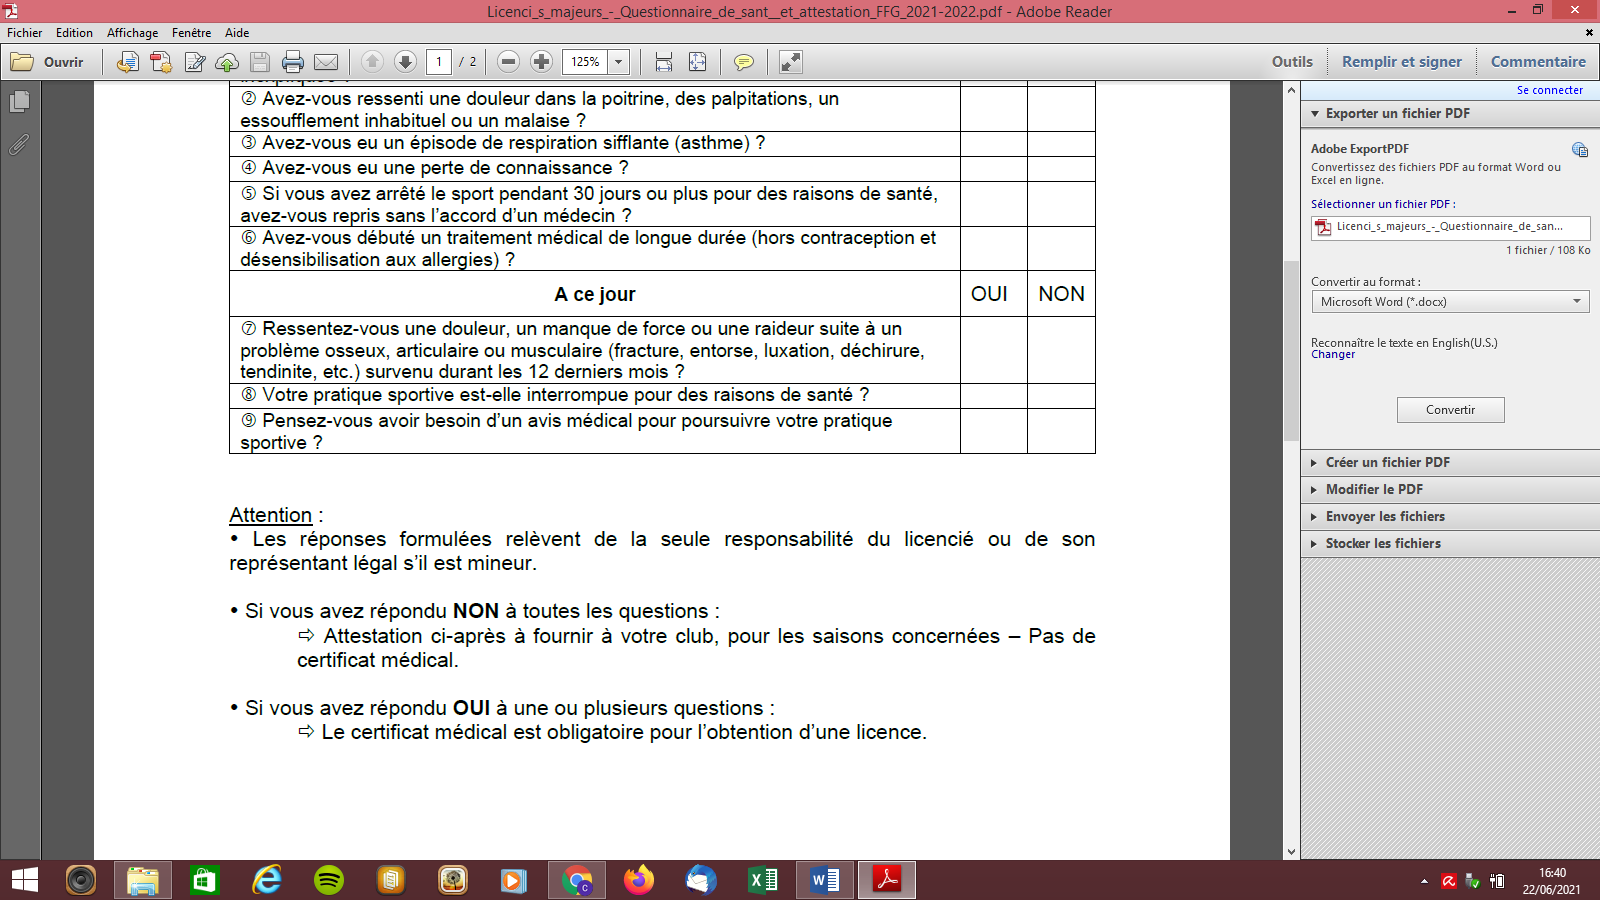 Licenci_s_majeurs_-_Questionnaire_de_sant__et_attestation_FFG_2021-2022.pdf - Adobe Reader
Fichier Edition Affichage Fenêtre Aide
Ouvrir 1 / 2 125% Outils Remplir et signer Commentaire
② Avez-vous ressenti une douleur dans la poitrine, des palpitations, un
essoufflement inhabituel ou un malaise ?
③ Avez-vous eu un épisode de respiration sifflante (asthme) ?
④ Avez-vous eu une perte de connaissance ?
⑤ Si vous avez arrêté le sport pendant 30 jours ou plus pour des raisons de santé,
avez-vous repris sans l'accord d'un médecin ?
⑥ Avez-vous débuté un traitement médical de longue durée (hors contraception et
désensibilisation aux allergies) ?
A ce jour OUI NON
⑦ Ressentez-vous une douleur, un manque de force ou une raideur suite à un
problème osseux, articulaire ou musculaire (fracture, entorse, luxation, déchirure,
tendinite, etc.) survenu durant les 12 derniers mois ?
⑧ Votre pratique sportive est-elle interrompue pour des raisons de santé ?
⑨ Pensez-vous avoir besoin d'un avis médical pour poursuivre votre pratique
sportive ?
Attention :
• Les réponses formulées relèvent de la seule responsabilité du licencié ou de son
représentant légal s'il est mineur.
• Si vous avez répondu NON à toutes les questions :
⇨ Attestation ci-après à fournir à votre club, pour les saisons concernées – Pas de
certificat médical.
• Si vous avez répondu OUI à une ou plusieurs questions :
⇨ Le certificat médical est obligatoire pour l'obtention d'une licence.
Se connecter
Exporter un fichier PDF
Adobe ExportPDF
Convertissez des fichiers PDF au format Word ou
Excel en ligne.
Sélectionner un fichier PDF :
Licenci_s_majeurs_-_Questionnaire_de_san...
1 fichier / 108 Ko
Convertir au format :
Microsoft Word (*.docx)
Reconnaître le texte en English(U.S.)
Changer
Convertir
Créer un fichier PDF
Modifier le PDF
Envoyer les fichiers
Stocker les fichiers
16:40
22/06/2021